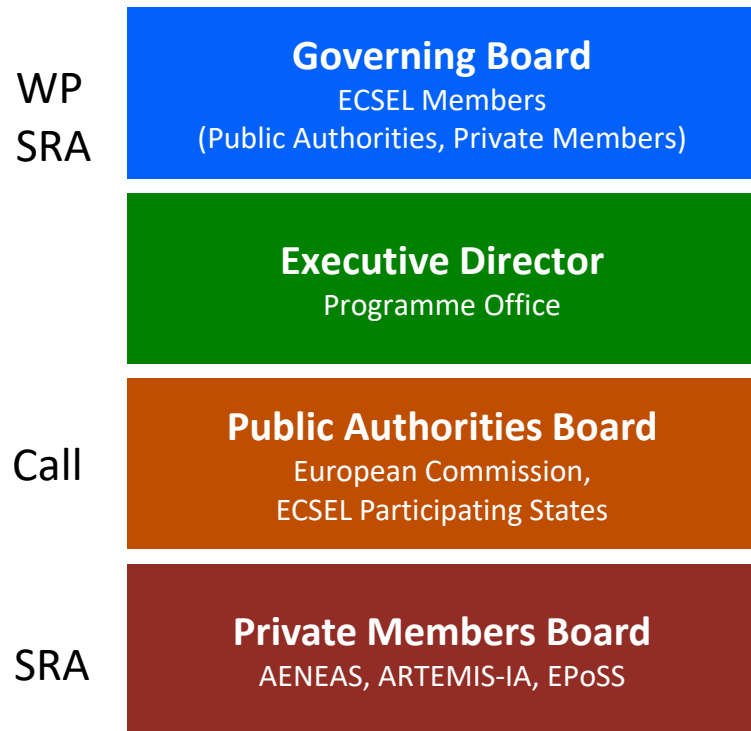 WP
SRA
Governing Board
ECSEL Members
(Public Authorities, Private Members)
Executive Director
Programme Office
Call
Public Authorities Board
European Commission,
ECSEL Participating States
SRA
Private Members Board
AENEAS, ARTEMIS-IA, EPoSS